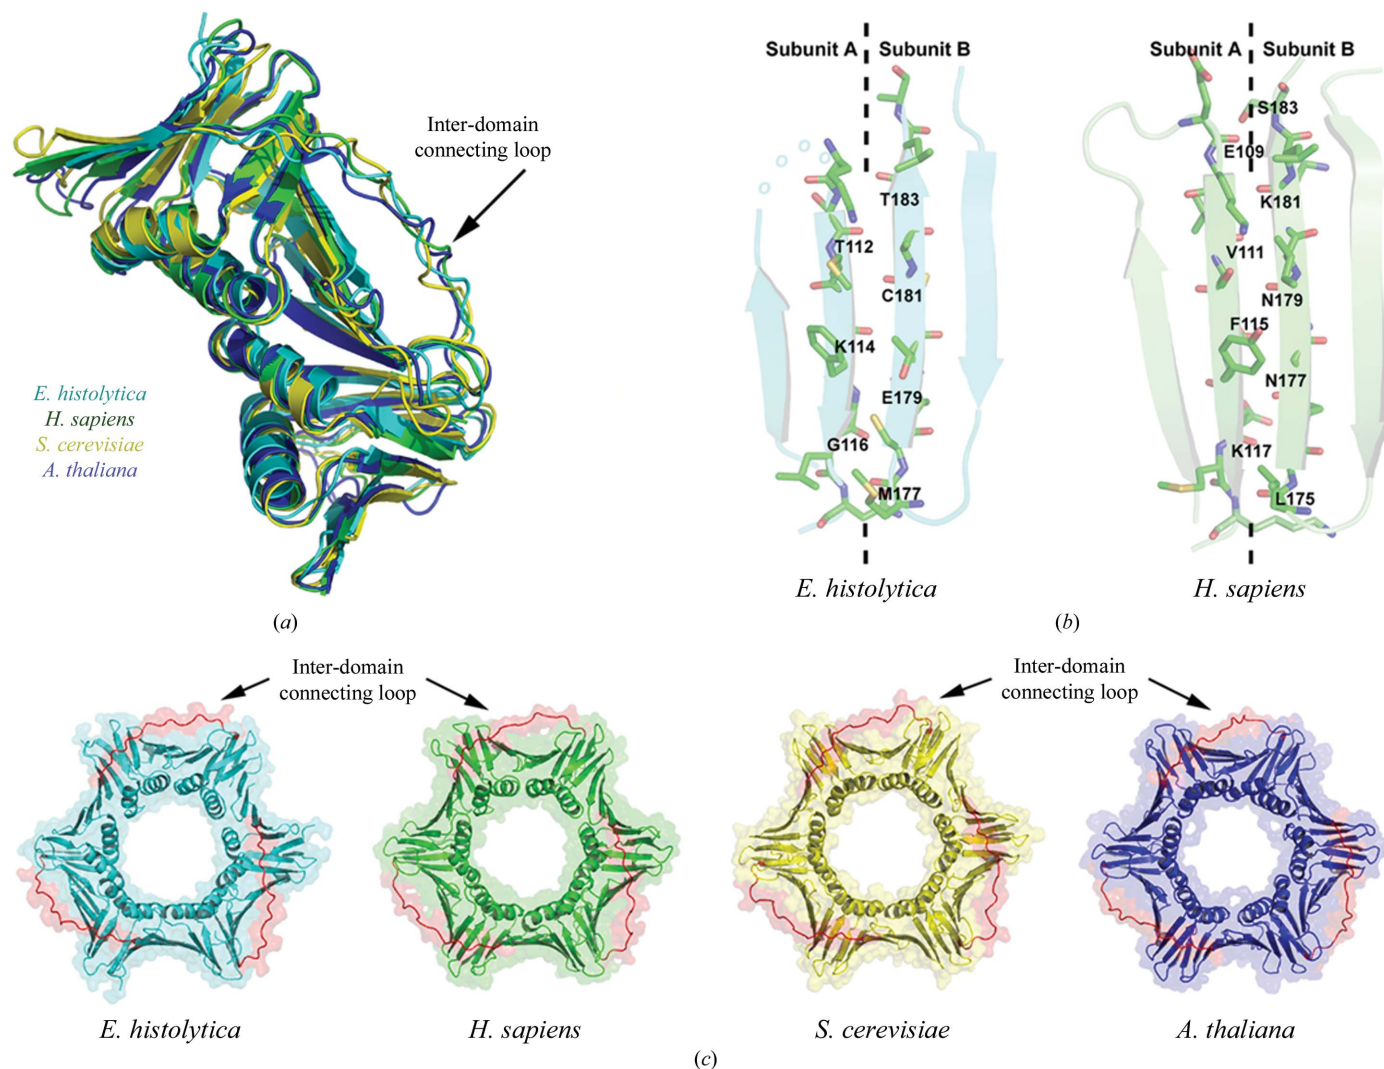 Inter-domain
connecting loop
E. histolytica
H. sapiens
S. cerevisiae
A. thaliana
(a)
Subunit A
Subunit B
T183
T112
C181
K114
E179
G116
M177
E. histolytica
Subunit A
Subunit B
S183
E109
K181
V111
N179
F115
N177
K117
L175
H. sapiens
(b)
Inter-domain
connecting loop
Inter-domain
connecting loop
E. histolytica
H. sapiens
S. cerevisiae
A. thaliana
(c)